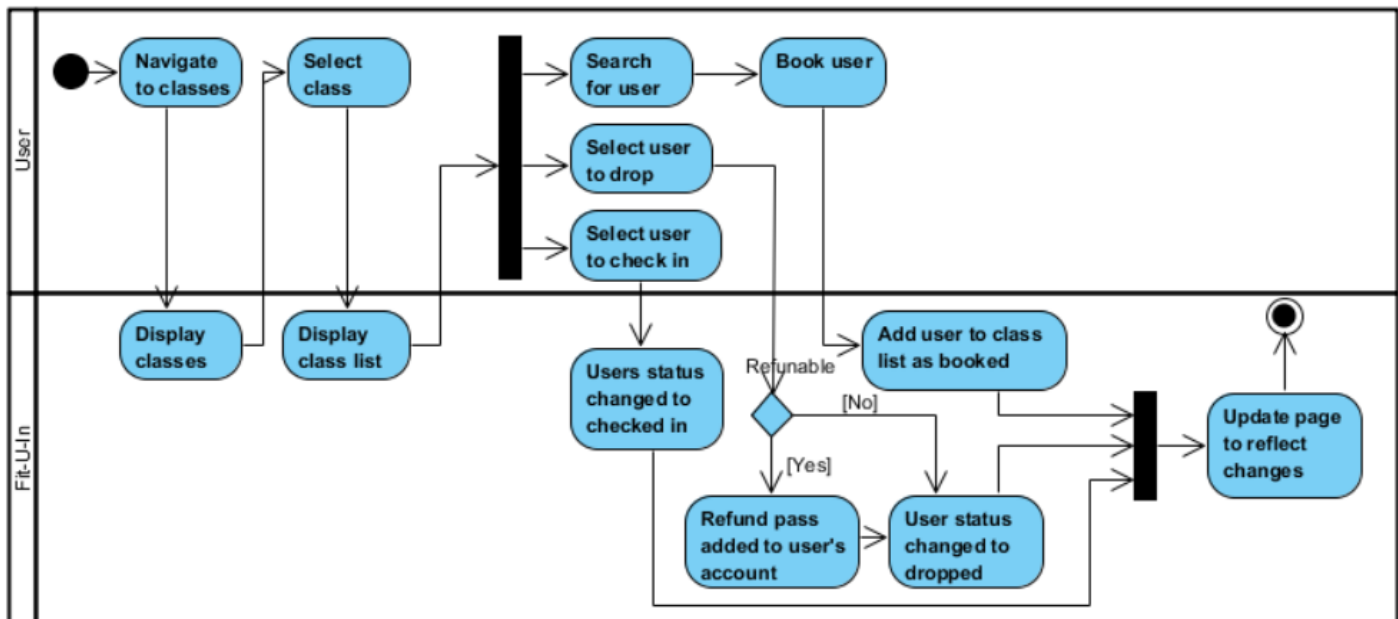 User
Navigate
to classes
Select
class
Search
for user
Book user
Select user
to drop
Select user
to check in
Fit-U-In
Display
classes
Display
class list
Users status
changed to
checked in
Refunable
[No]
[Yes]
Add user to class
list as booked
Refund pass
added to user's
account
User status
changed to
dropped
Update page
to reflect
changes